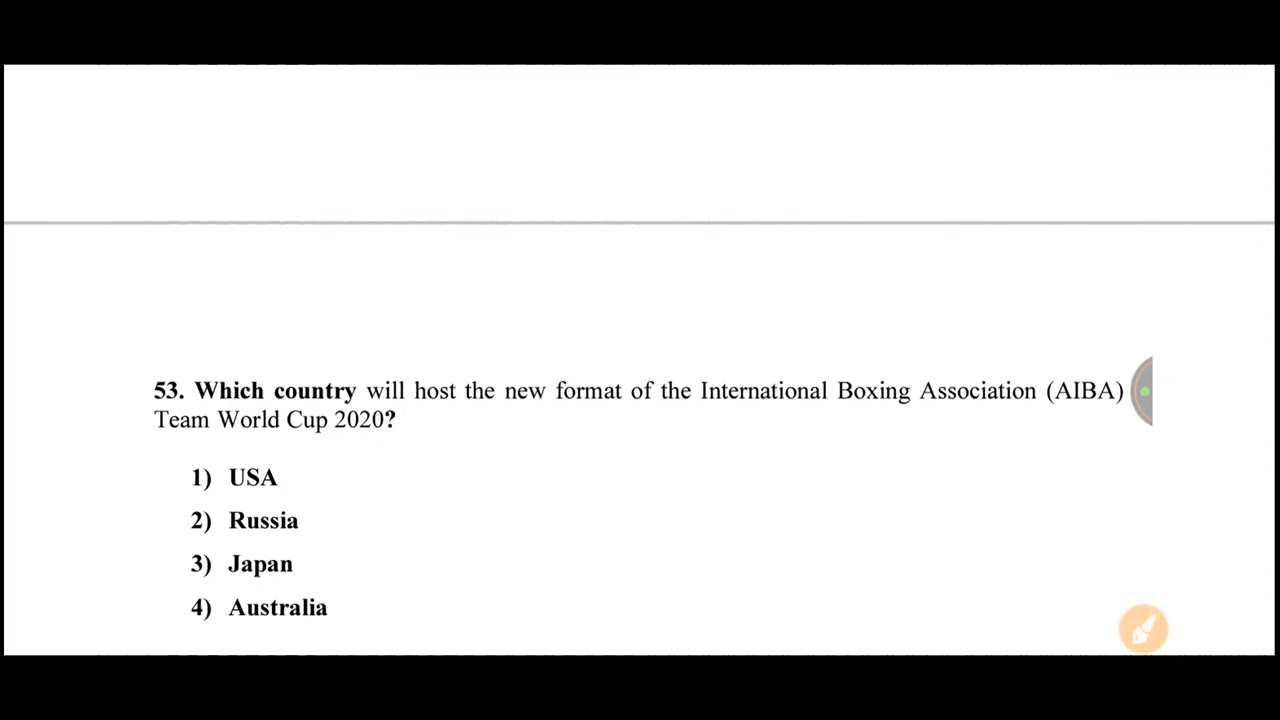 53. Which country will host the new format of the International Boxing Association (AIBA)
Team World Cup 2020?
1) USA
2) Russia
3) Japan
4) Australia